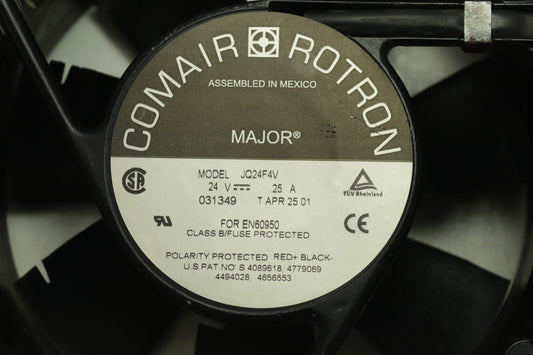 COMAIR ROTRON
ASSEMBLED IN MEXICO
MAJOR®
MODEL JQ24F4V
24 V 25 A
031349 T APR 25 01
TÜV Rheinland
FOR EN60950
CLASS B/FUSE PROTECTED
CE
POLARITY PROTECTED RED+ BLACK-
U.S PAT.NO'S 4089618, 4779069
4494028, 4656553